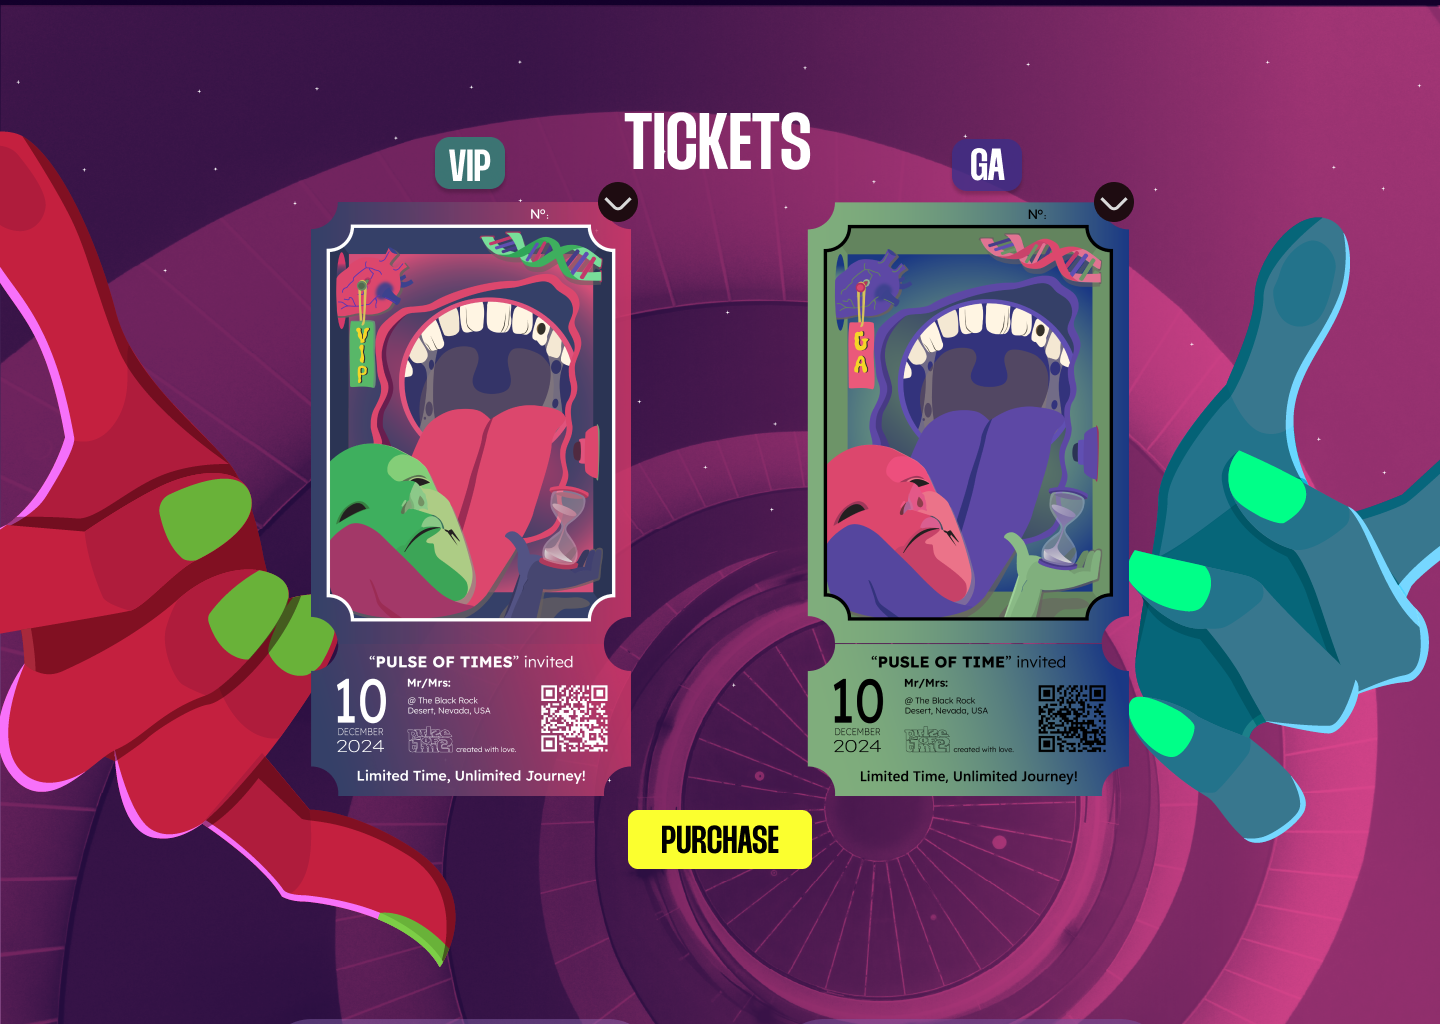 TICKETS
VIP
Nº:
VIP
“PULSE OF TIMES” invited
10
DECEMBER
2024
Mr/Mrs:
@ The Black Rock
Desert, Nevada, USA
pulse
of
time
created with love.
Limited Time, Unlimited Journey!
GA
Nº:
GA
“PUSLE OF TIME” invited
10
DECEMBER
2024
Mr/Mrs:
@ The Black Rock
Desert, Nevada, USA
pulse
of
time
created with love.
Limited Time, Unlimited Journey!
PURCHASE